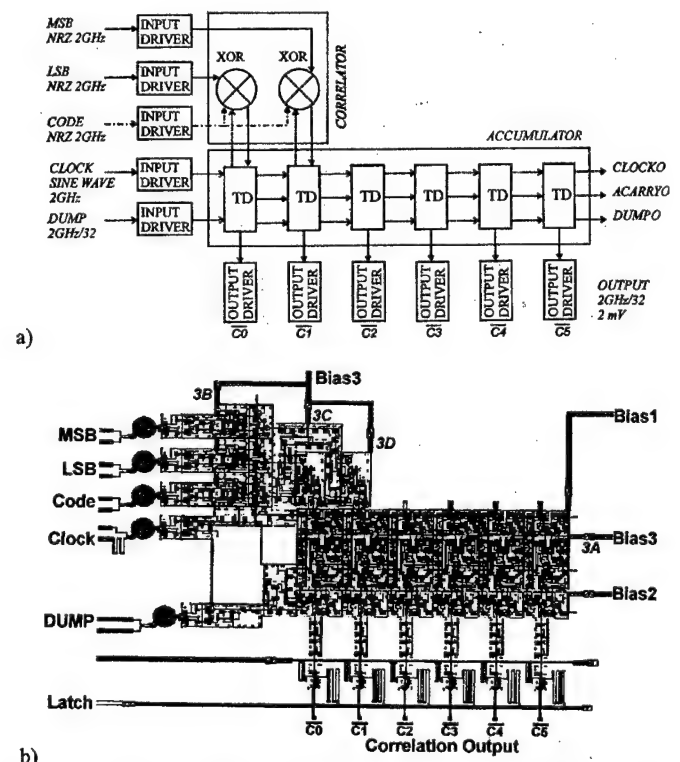 MSB
NRZ 2GHz
INPUT
DRIVER
LSB
NRZ 2GHz
INPUT
DRIVER
CODE
NRZ 2GHz
INPUT
DRIVER
CLOCK
SINE WAVE
2GHz
INPUT
DRIVER
DUMP
2GHz/32
INPUT
DRIVER
XOR
XOR
CORRELATOR
ACCUMULATOR
TD
TD
TD
TD
TD
TD
CLOCKO
ACARRYO
DUMPO
OUTPUT
DRIVER
OUTPUT
DRIVER
OUTPUT
DRIVER
OUTPUT
DRIVER
OUTPUT
DRIVER
OUTPUT
DRIVER
OUTPUT
2GHz/32
2 mV
C0
C1
C2
C3
C4
C5
a)
3B
Bias3
3C
3D
Bias1
MSB
LSB
Code
Clock
3A
Bias3
Bias2
DUMP
Latch
C0
C1
C2
C3
C4
C5
Correlation Output
b)